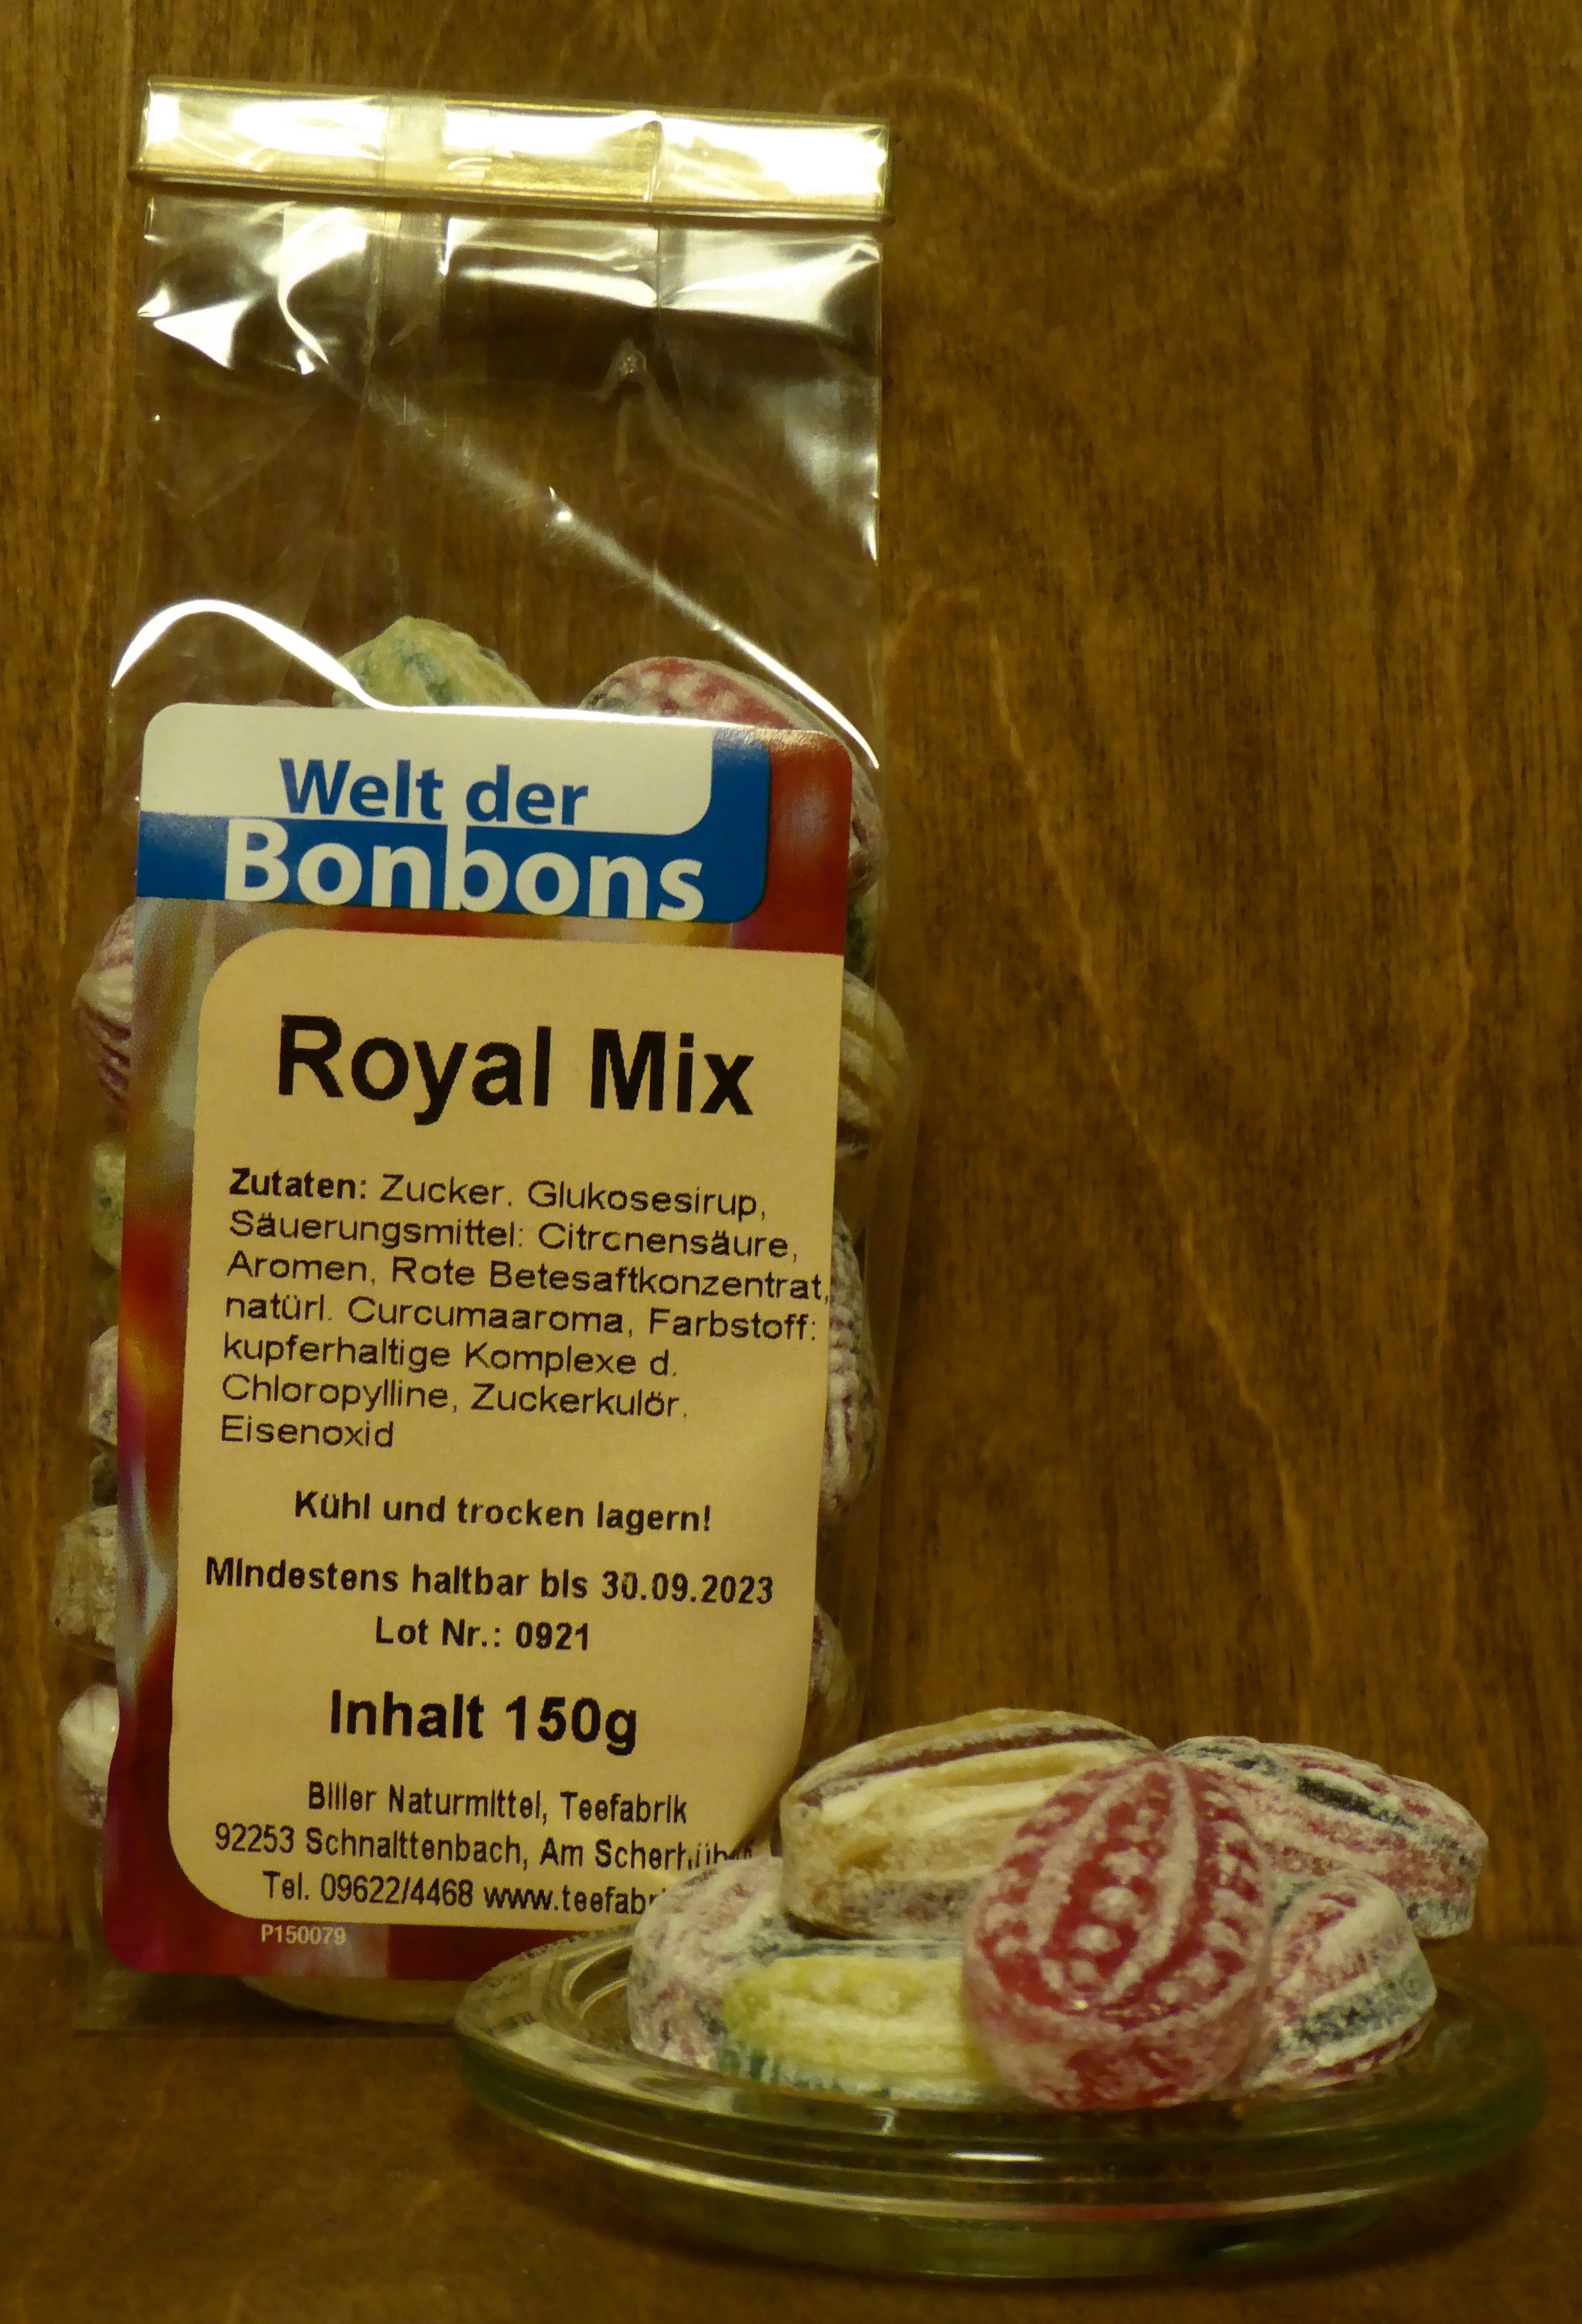 Welt der
Bonbons
Royal Mix
Zutaten: Zucker. Glukosesirup,
Säuerungsmittel: Citronensäure,
Aromen, Rote Betesaftkonzentrat,
natürl. Curcumaaroma, Farbstoff:
kupferhaltige Komplexe d.
Chloropylline, Zuckerkulör.
Eisenoxid
Kühl und trocken lagern!
Mindestens haltbar bis 30.09.2023
Lot Nr.: 0921
Inhalt 150g
Biller Naturmittel, Teefabrik
92253 Schnaittenbach, Am
Tel. 09622/4468
P150079